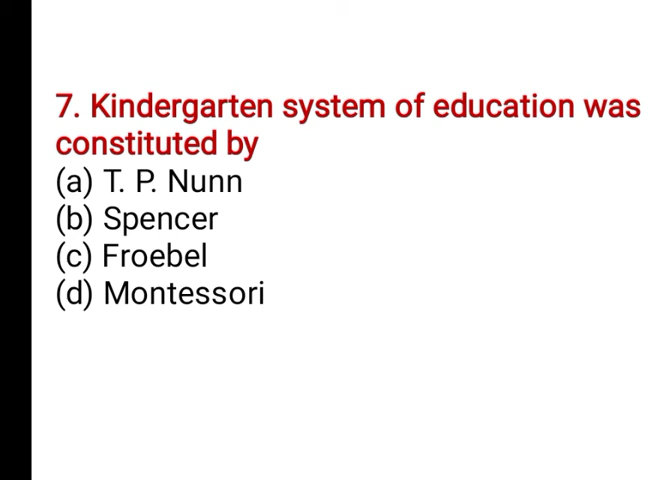 7. Kindergarten system of education was
constituted by
(a) T. P. Nunn
(b) Spencer
(c) Froebel
(d) Montessori